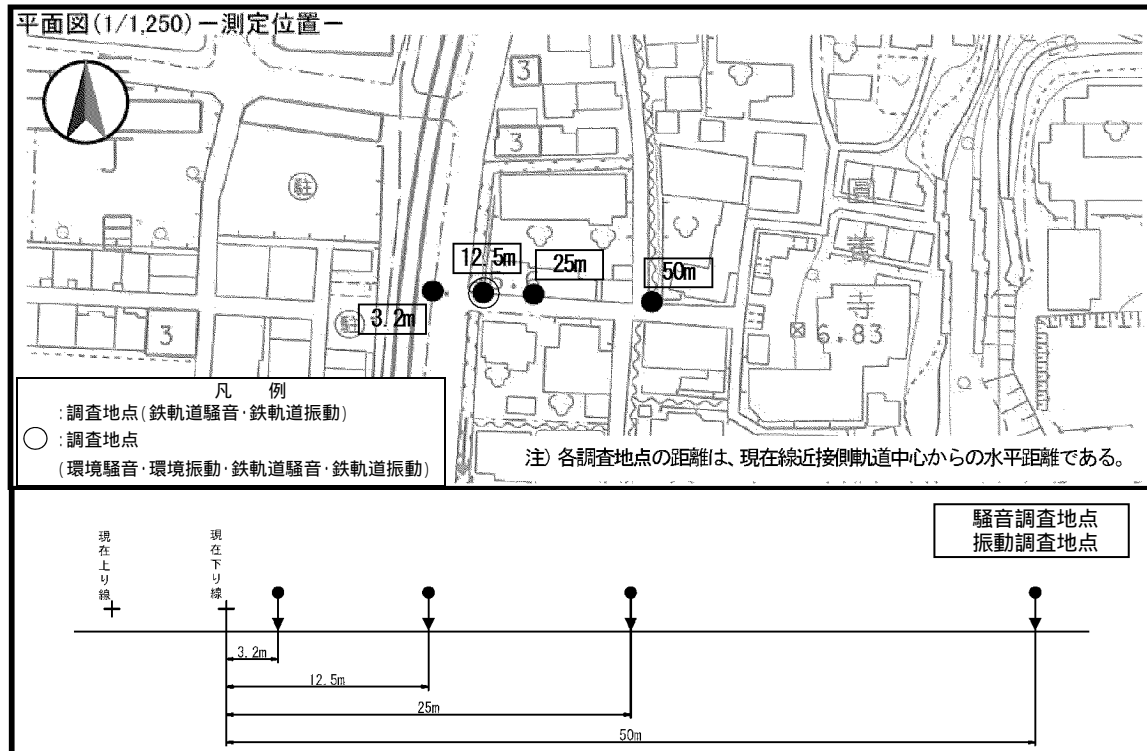 平面図(1/1,250)－測定位置－
3
3
駐
圓
養
寺
12.5m
25m
50m
3.2m
駐
3
6.83
凡 例
:調査地点(鉄軌道騒音･鉄軌道振動)
○ :調査地点
(環境騒音･環境振動･鉄軌道騒音･鉄軌道振動)
注) 各調査地点の距離は、現在線近接側軌道中心からの水平距離である。
騒音調査地点
振動調査地点
現在上り線
現在下り線
3.2m
12.5m
25m
50m